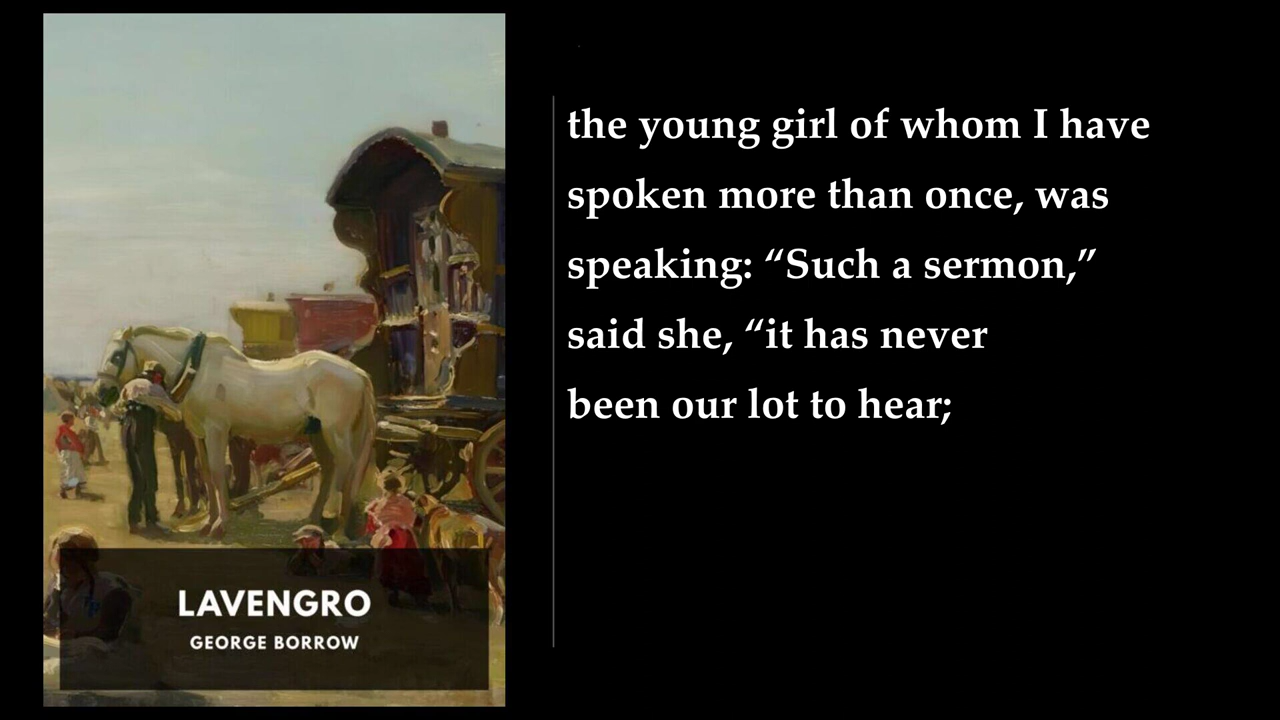 LAVENGRO
GEORGE BORROW
the young girl of whom I have
spoken more than once, was
speaking: “Such a sermon,”
said she, “it has never
been our lot to hear;